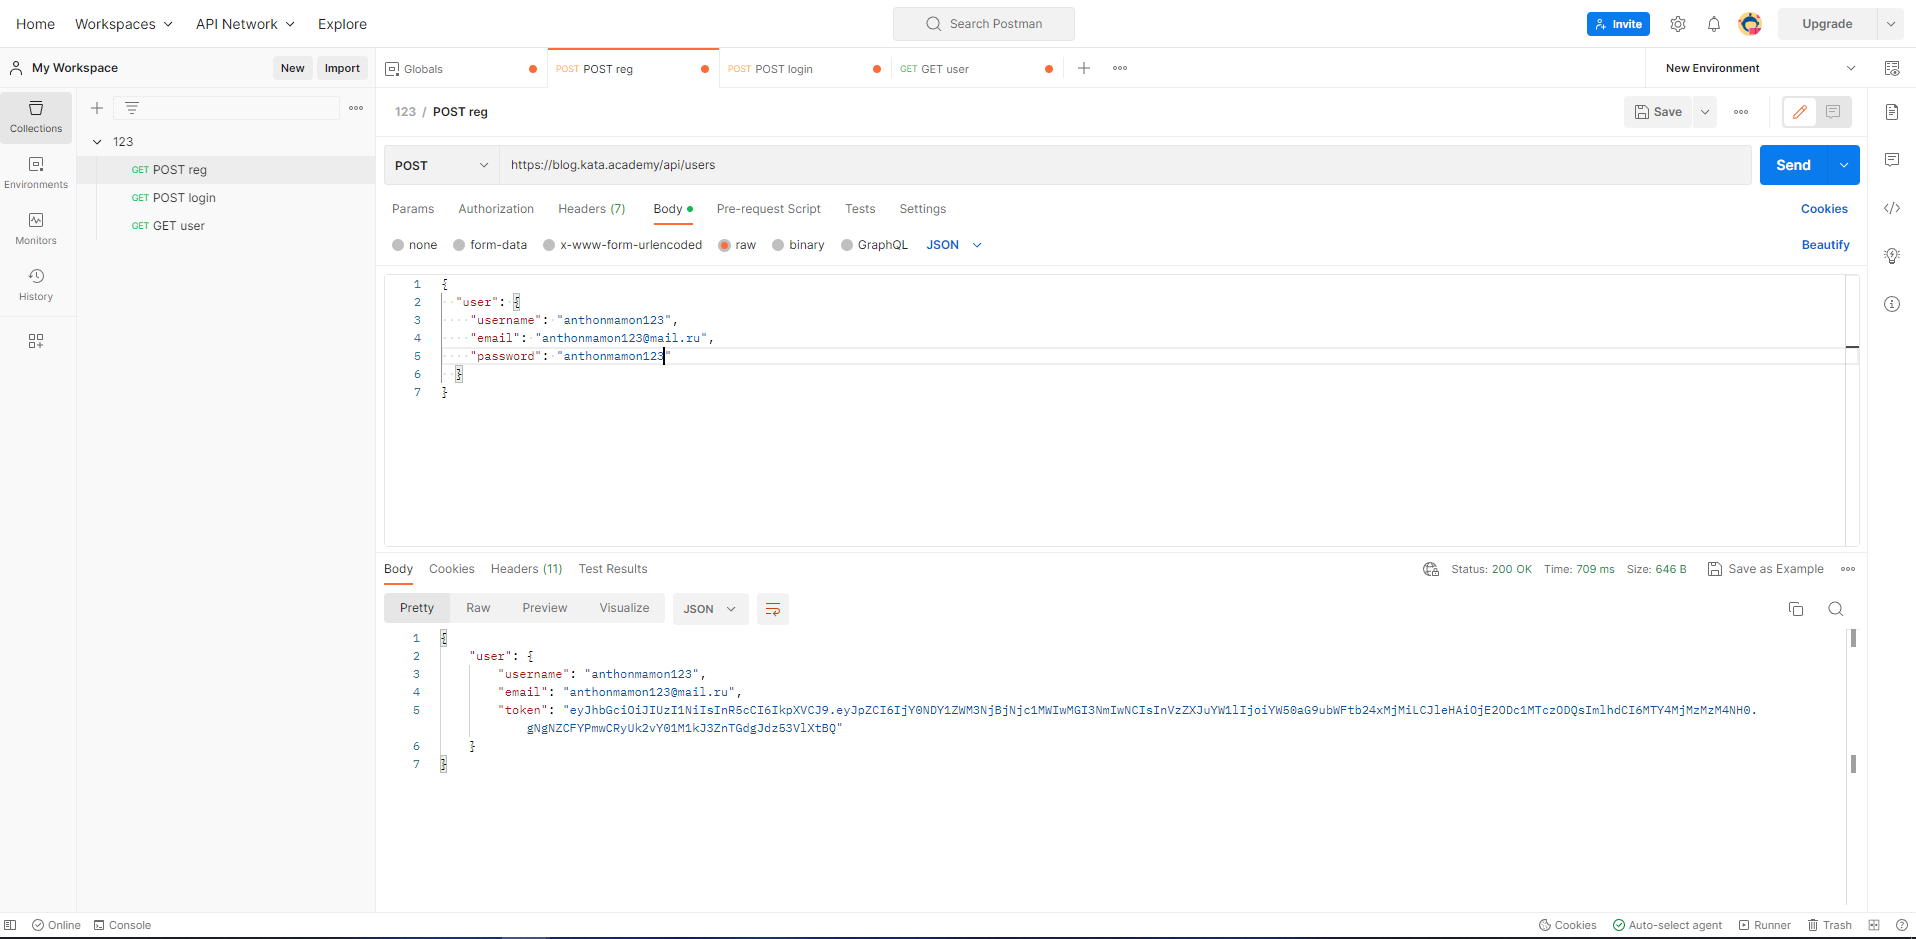 Home Workspaces API Network Explore Search Postman Invite Upgrade
My Workspace New Import Globals POST POST reg POST POST login GET GET user New Environment
Collections
Environments
Monitors
History
123
GET POST reg
GET POST login
GET GET user
123 / POST reg Save
POST https://blog.kata.academy/api/users Send
Params Authorization Headers (7) Body Pre-request Script Tests Settings Cookies
none form-data x-www-form-urlencoded raw binary GraphQL JSON Beautify
1 {
2 "user": {
3 "username": "anthonmamon123",
4 "email": "anthonmamon123@mail.ru",
5 "password": "anthonmamon123"
6 }
7 }
Body Cookies Headers (11) Test Results Status: 200 OK Time: 709 ms Size: 646 B Save as Example
Pretty Raw Preview Visualize JSON
1 {
2 "user": {
3 "username": "anthonmamon123",
4 "email": "anthonmamon123@mail.ru",
5 "token": "eyJhbGciOiJIUzI1NiIsInR5cCI6IkpXVCJ9.eyJpZCI6IjY0NDY1ZWM3NjBjNjc1MWIwMGI3NmIwNCIsInVzZXJuYW1lIjoiYW50aG9ubWFtb24xMjMiLCJleHAiOjE2ODc1MTczODQsImlhdCI6MTY4MjMzMzM4NH0.
gNgNZCFYPmwCRyUk2vY01M1kJ3ZnTGdgJdz53VlXtBQ"
6 }
7 }
Online Console Cookies Auto-select agent Runner Trash